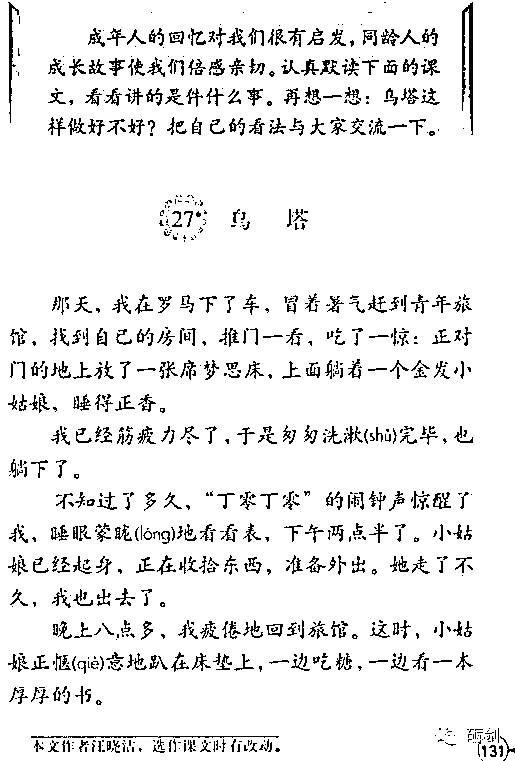 成年人的回忆对我们很有启发，同龄人的
成长故事使我们倍感亲切。认真默读下面的课
文，看看讲的是件什么事。再想一想：乌塔这
样做好不好？把自己的看法与大家交流一下。
27* 乌 塔
那天，我在罗马下了车，冒着暑气赶到青年旅
馆，找到自己的房间，推门一看，吃了一惊：正对
门的地上放了一张席梦思床，上面躺着一个金发小
姑娘，睡得正香。
我已经筋疲力尽了，于是匆匆洗漱(shù)完毕，也
躺下了。
不知过了多久，“丁零丁零”的闹钟声惊醒了
我，睡眼蒙眬(lóng)地看看表，下午两点半了。小姑
娘已经起身，正在收拾东西，准备外出。她走了不
久，我也出去了。
晚上八点多，我疲倦地回到旅馆。这时，小姑
娘正惬(qiè)意地趴在床垫上，一边吃糖，一边看一本
厚厚的书。
本文作者汪晓洁，选作课文时有改动。
131